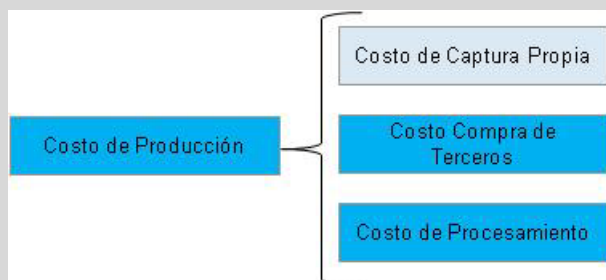 Costo de Captura Propia
Costo de Producción
Costo Compra de
Terceros
Costo de Procesamiento